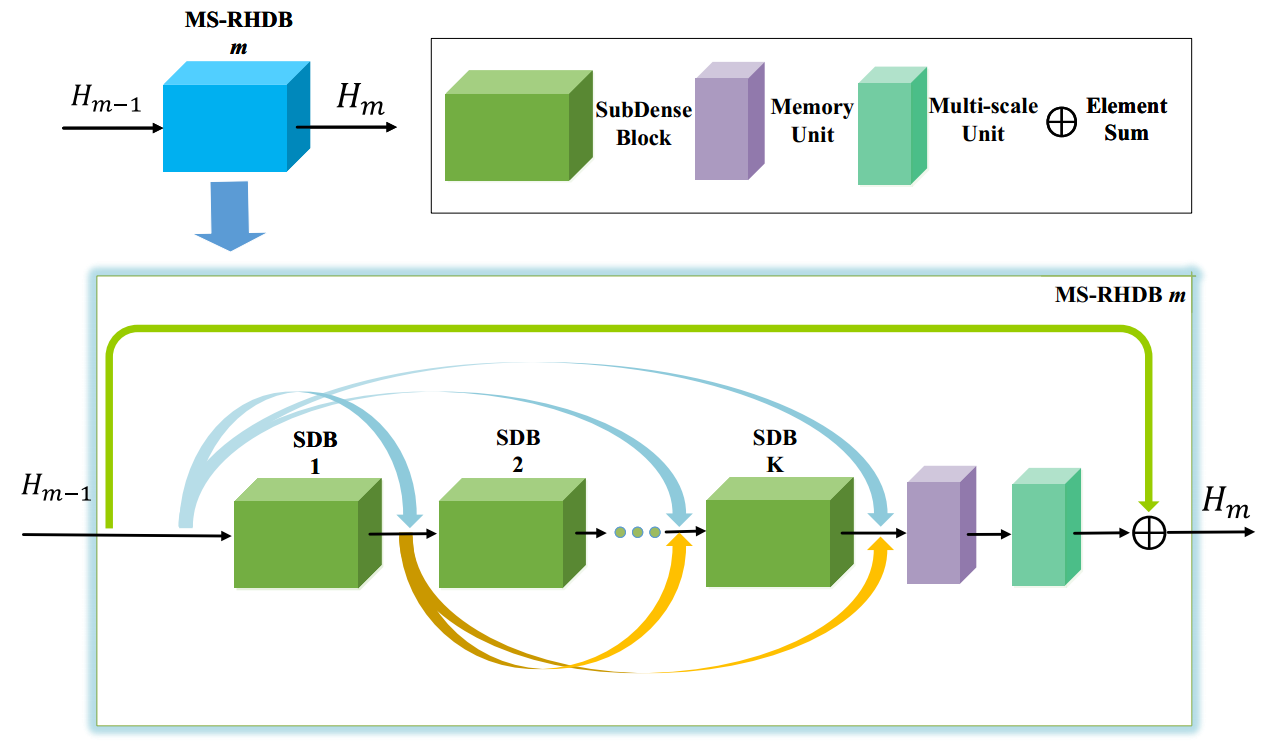 MS-RHDB
m
H_{m-1}
H_m
SubDense
Block
Memory
Unit
Multi-scale
Unit
Element
Sum
MS-RHDB m
SDB
1
SDB
2
SDB
K
H_{m-1}
H_m